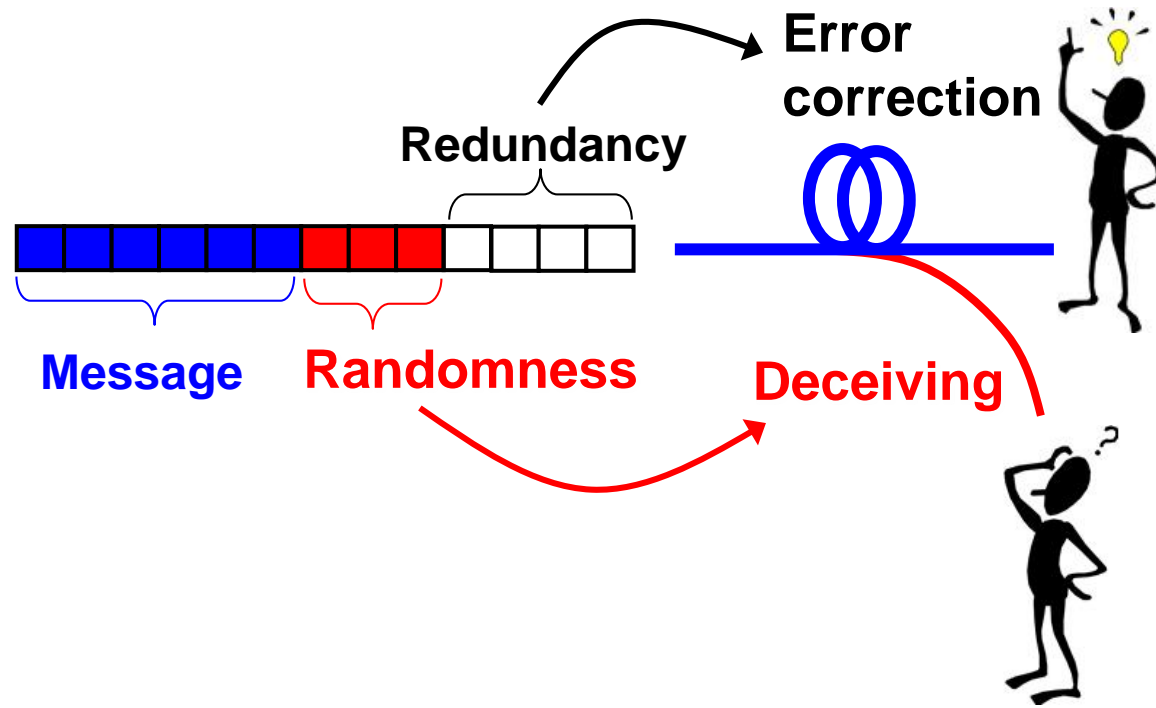 Error
correction
Redundancy
Message
Randomness
Deceiving
?